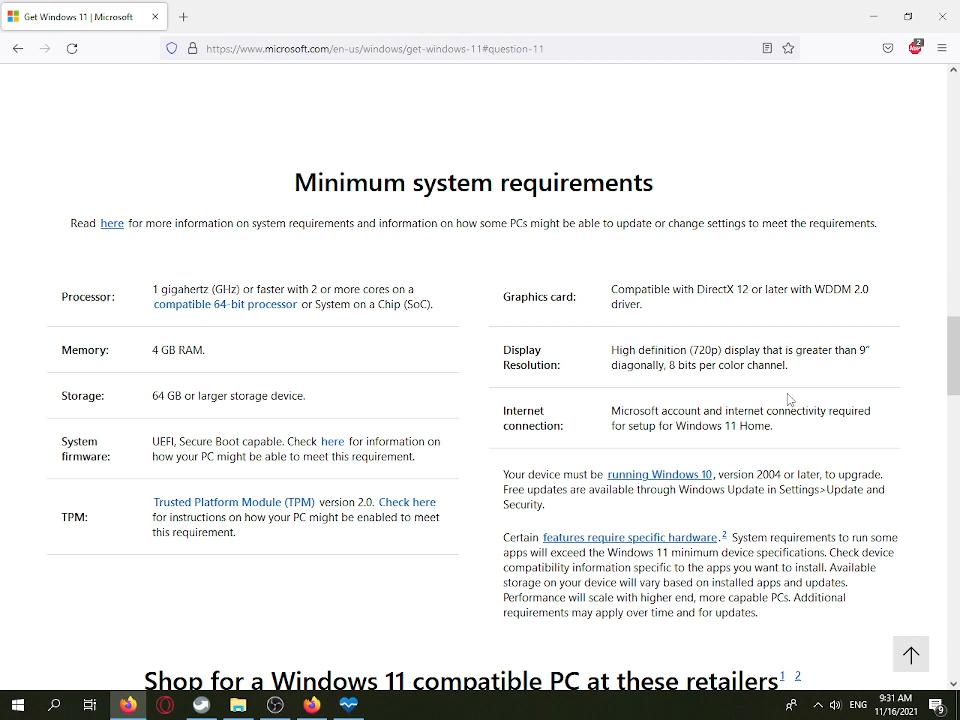 Get Windows 11 | Microsoft
https://www.microsoft.com/en-us/windows/get-windows-11#question-11
2
Minimum system requirements
Read here for more information on system requirements and information on how some PCs might be able to update or change settings to meet the requirements.
Processor:
1 gigahertz (GHz) or faster with 2 or more cores on a
compatible 64-bit processor or System on a Chip (SoC).
Memory:
4 GB RAM.
Storage:
64 GB or larger storage device.
System
firmware:
UEFI, Secure Boot capable. Check here for information on
how your PC might be able to meet this requirement.
TPM:
Trusted Platform Module (TPM) version 2.0. Check here
for instructions on how your PC might be enabled to meet
this requirement.
Graphics card:
Compatible with DirectX 12 or later with WDDM 2.0
driver.
Display
Resolution:
High definition (720p) display that is greater than 9”
diagonally, 8 bits per color channel.
Internet
connection:
Microsoft account and internet connectivity required
for setup for Windows 11 Home.
Your device must be running Windows 10, version 2004 or later, to upgrade.
Free updates are available through Windows Update in Settings>Update and
Security.
Certain features require specific hardware.2 System requirements to run some
apps will exceed the Windows 11 minimum device specifications. Check device
compatibility information specific to the apps you want to install. Available
storage on your device will vary based on installed apps and updates.
Performance will scale with higher end, more capable PCs. Additional
requirements may apply over time and for updates.
Shop for a Windows 11 compatible PC at these retailers1 2
ENG
9:31 AM
11/16/2021
9